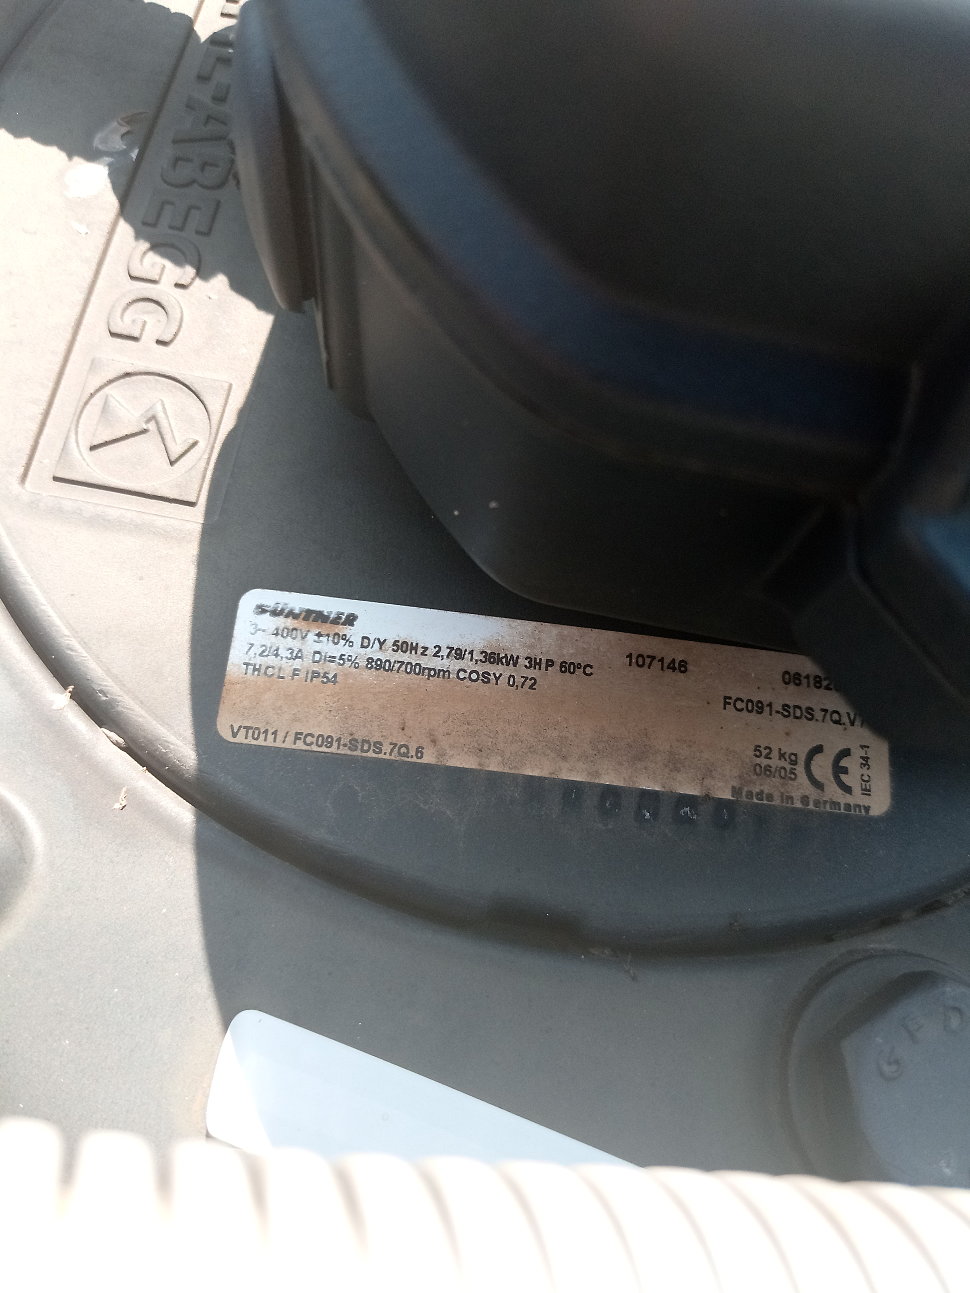 ZIEHL-ABEGG
GÜNTNER
3~ 400V ±10% D/Y 50Hz 2,79/1,36kW 3HP 60°C
7,2/4,3A DI=5% 890/700rpm COSY 0,72
THCL F IP54
107146
FC091-SDS.7Q.V
VT011 / FC091-SDS.7Q.6
52 kg
06/05
CE
IEC 34-1
Made in Germany